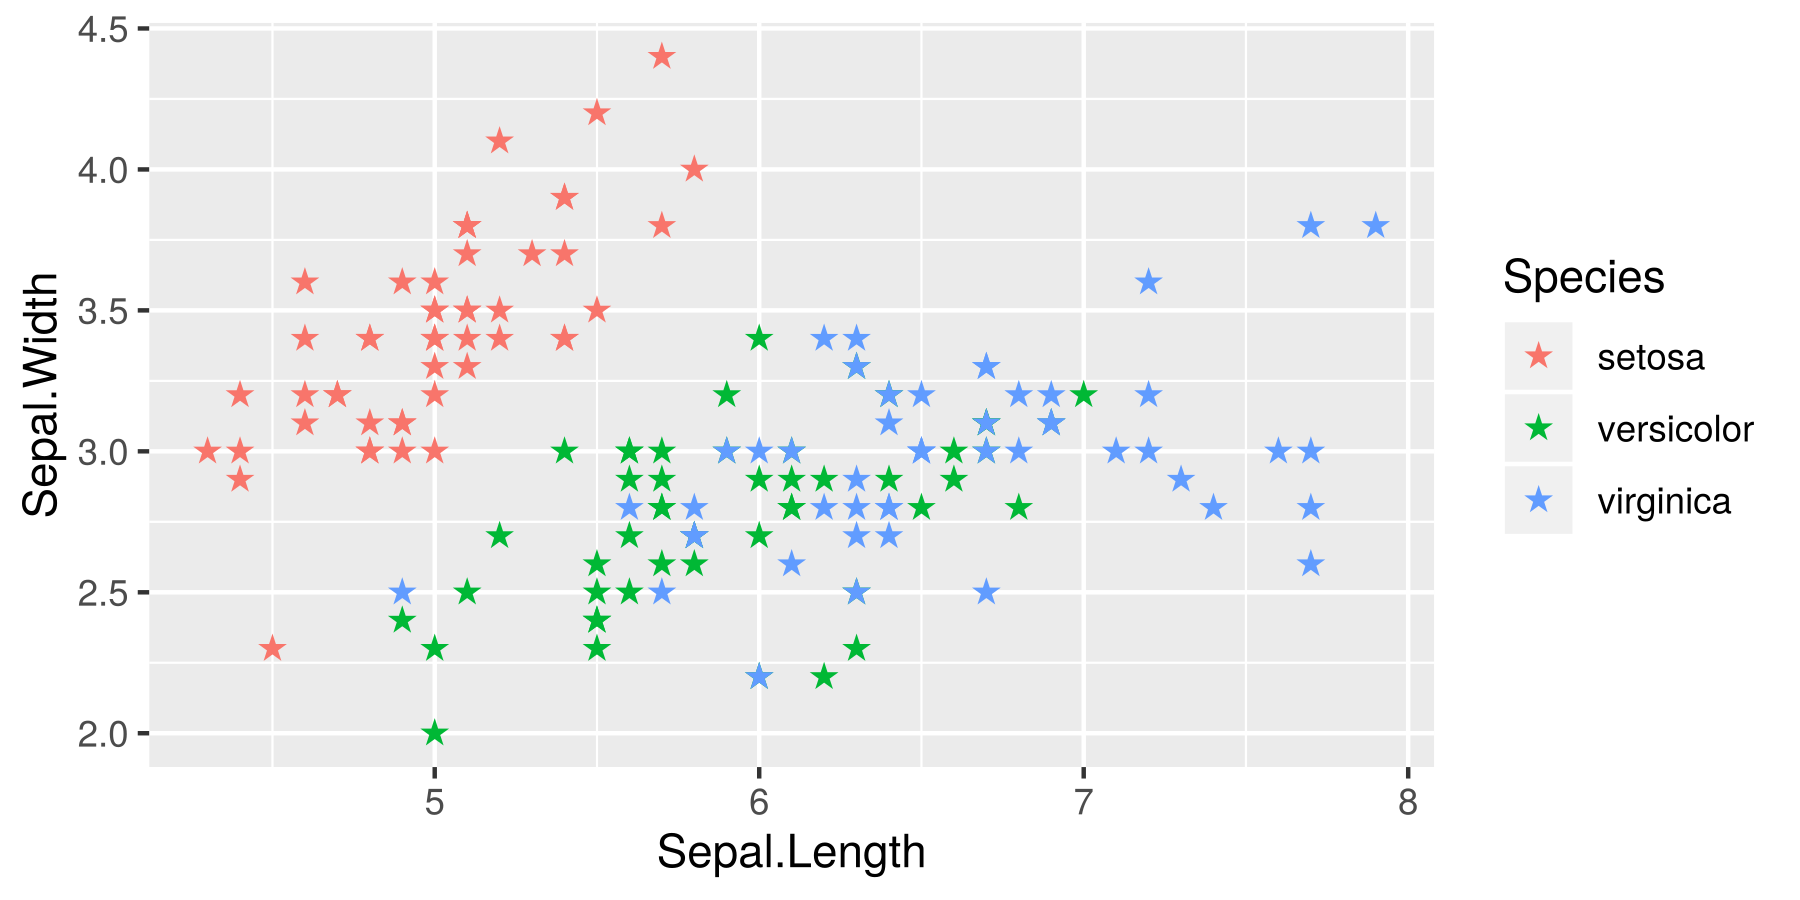 4.5
4.0
3.5
3.0
2.5
2.0
Sepal.Width
5 6 7 8
Sepal.Length
Species
setosa
versicolor
virginica